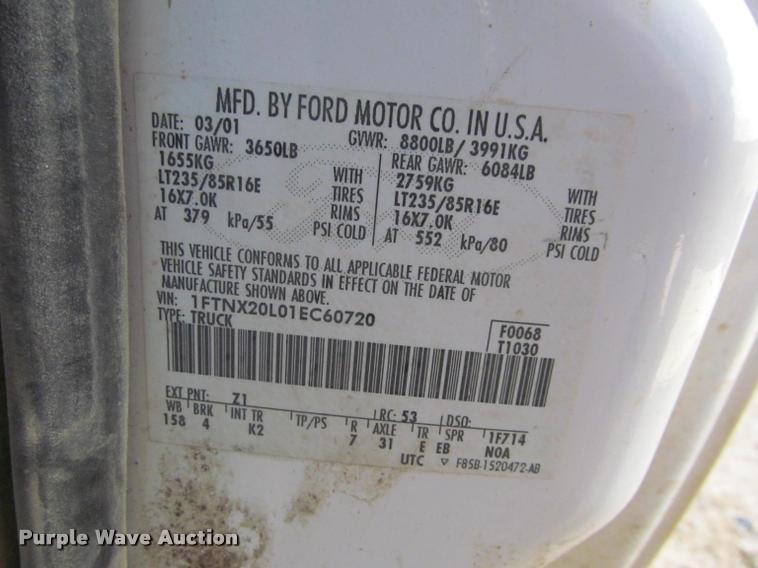 MFD. BY FORD MOTOR CO. IN U.S.A.
DATE: 03/01 GVWR: 8800LB/ 3991KG
FRONT GAWR: 3650LB REAR GAWR: 6084LB
1655KG WITH 2759KG WITH
LT235/85R16E TIRES LT235/85R16E TIRES
16X7.0K RIMS 16X7.0K RIMS
AT 379 kPa/55 PSI COLD AT 552 kPa/80 PSI COLD
THIS VEHICLE CONFORMS TO ALL APPLICABLE FEDERAL MOTOR
VEHICLE SAFETY STANDARDS IN EFFECT ON THE DATE OF
MANUFACTURE SHOWN ABOVE.
VIN: 1FTNX20L01EC60720
TYPE: TRUCK
F0068
T1030
EXT PNT: Z1 RC: 53 DSO:
WB BRK INT TR TP/PS R AXLE TR SPR 1F714
158 4 K2 7 31 E EB NOA
UTC ▽ F85B-1520472-AB
Purple Wave Auction